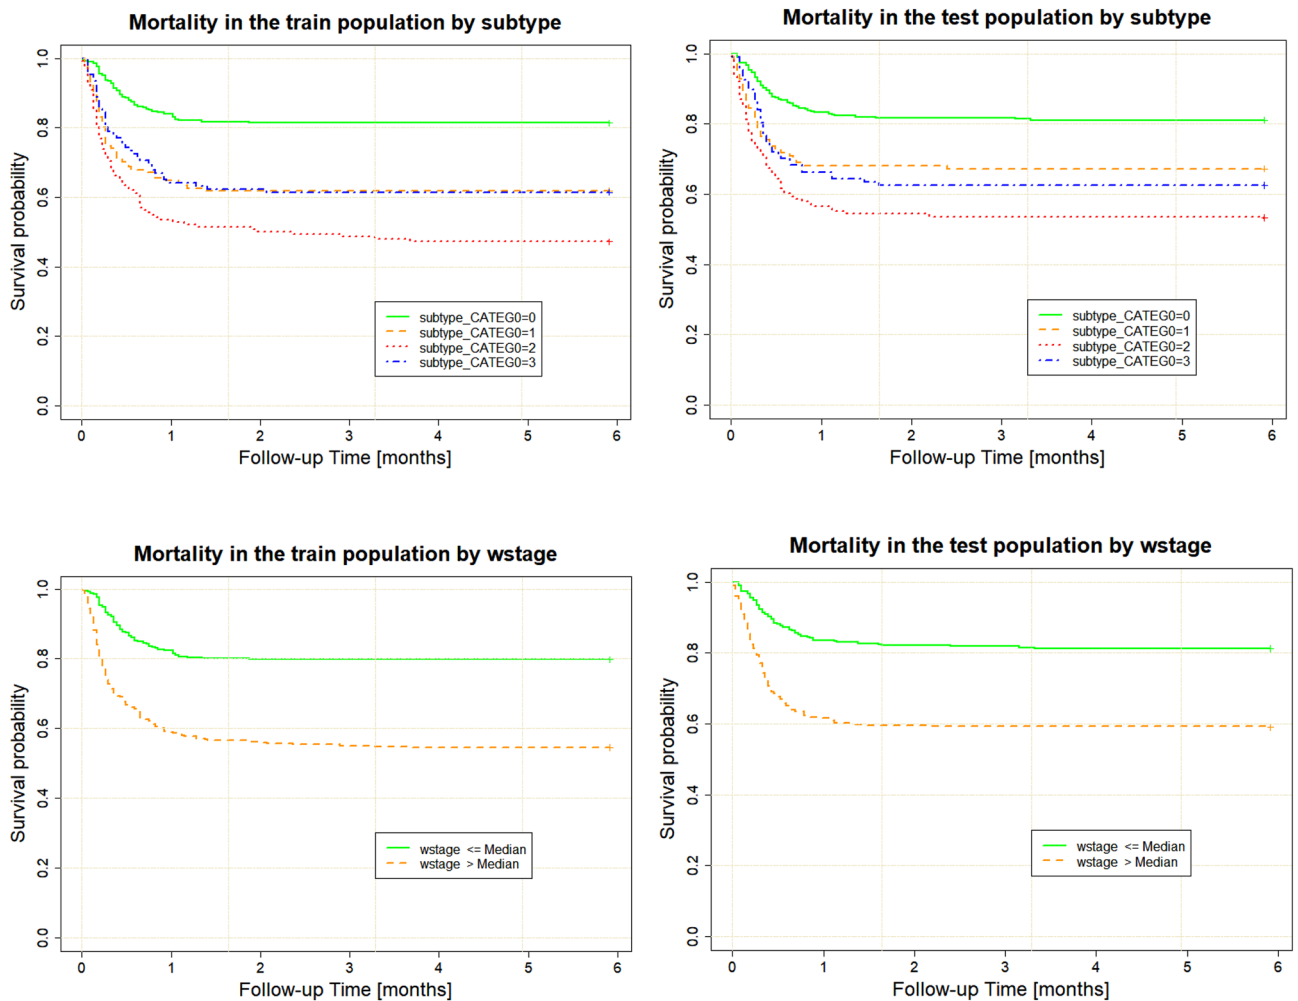 Mortality in the train population by subtype
Survival probability
1.0
0.8
0.6
0.4
0.2
0.0
subtype_CATEG0=0
subtype_CATEG0=1
subtype_CATEG0=2
subtype_CATEG0=3
0 1 2 3 4 5 6
Follow-up Time [months]
Mortality in the test population by subtype
Survival probability
1.0
0.8
0.6
0.4
0.2
0.0
subtype_CATEG0=0
subtype_CATEG0=1
subtype_CATEG0=2
subtype_CATEG0=3
0 1 2 3 4 5 6
Follow-up Time [months]
Mortality in the train population by wstage
Survival probability
1.0
0.8
0.6
0.4
0.2
0.0
wstage <= Median
wstage > Median
0 1 2 3 4 5 6
Follow-up Time [months]
Mortality in the test population by wstage
Survival probability
1.0
0.8
0.6
0.4
0.2
0.0
wstage <= Median
wstage > Median
0 1 2 3 4 5 6
Follow-up Time [months]